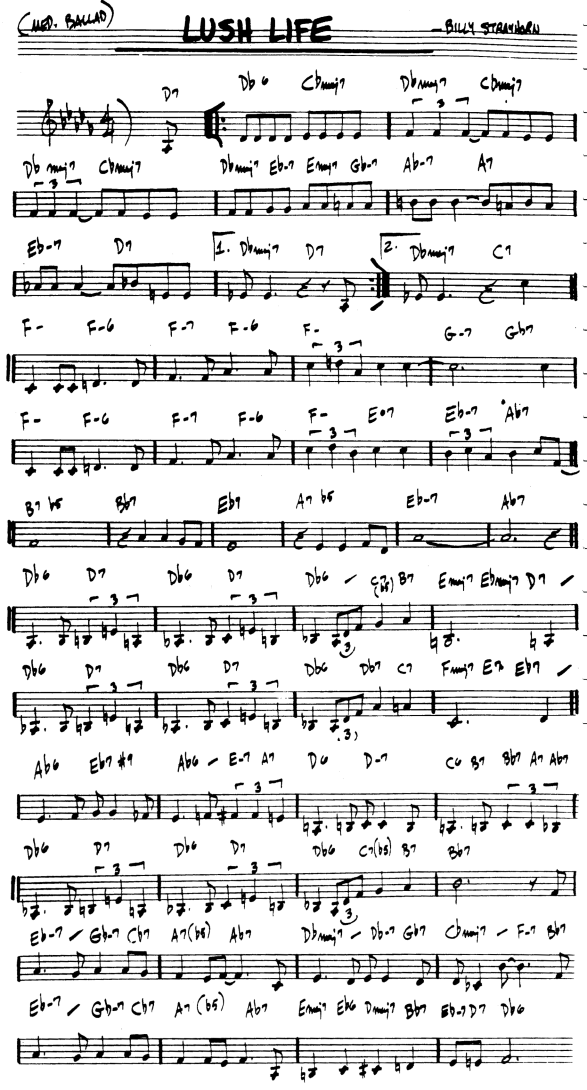 (MED. BALLAD) LUSH LIFE — BILLY STRAYHORN
D7 Db6 Cbmaj7 Dbmaj7 Cbmaj7
3
Db maj7 Cbmaj7 Dbmaj7 Eb-7 Emaj7 Gb-7 Ab-7 A7
3
Eb-7 D7 1. Dbmaj7 D7 2. Dbmaj7 C7
F- F-6 F-7 F-6 F- G-7 Gb7
3
F- F-6 F-7 F-6 F- Eo7 Eb-7 Ab7
3 3
B7 b5 Bb7 Eb9 A7 b5 Eb-7 Ab7
Db6 D7 Db6 D7 Db6 / C7(b5) B7 Emaj7 Ebmaj7 D7 /
3 3
3
Db6 D7 Db6 D7 Db6 Db7 C7 Fmaj7 E7 Eb7 /
3 3
3
Ab6 Eb7 #9 Ab6 / E-7 A7 D6 D-7 C6 B7 Bb7 A7 Ab7
3 3
Db6 D7 Db6 D7 Db6 C7(b5) B7 Bb7
3 3
3
Eb-7 / Gb-7 Cb7 A7(b5) Ab7 Dbmaj7 / Db-7 Gb7 Cbmaj7 / F-7 Bb7
Eb-7 / Gb-7 Cb7 A7(b5) Ab7 Emaj7 Eb6 Dmaj7 Bb7 Eb-7 D7 Db6